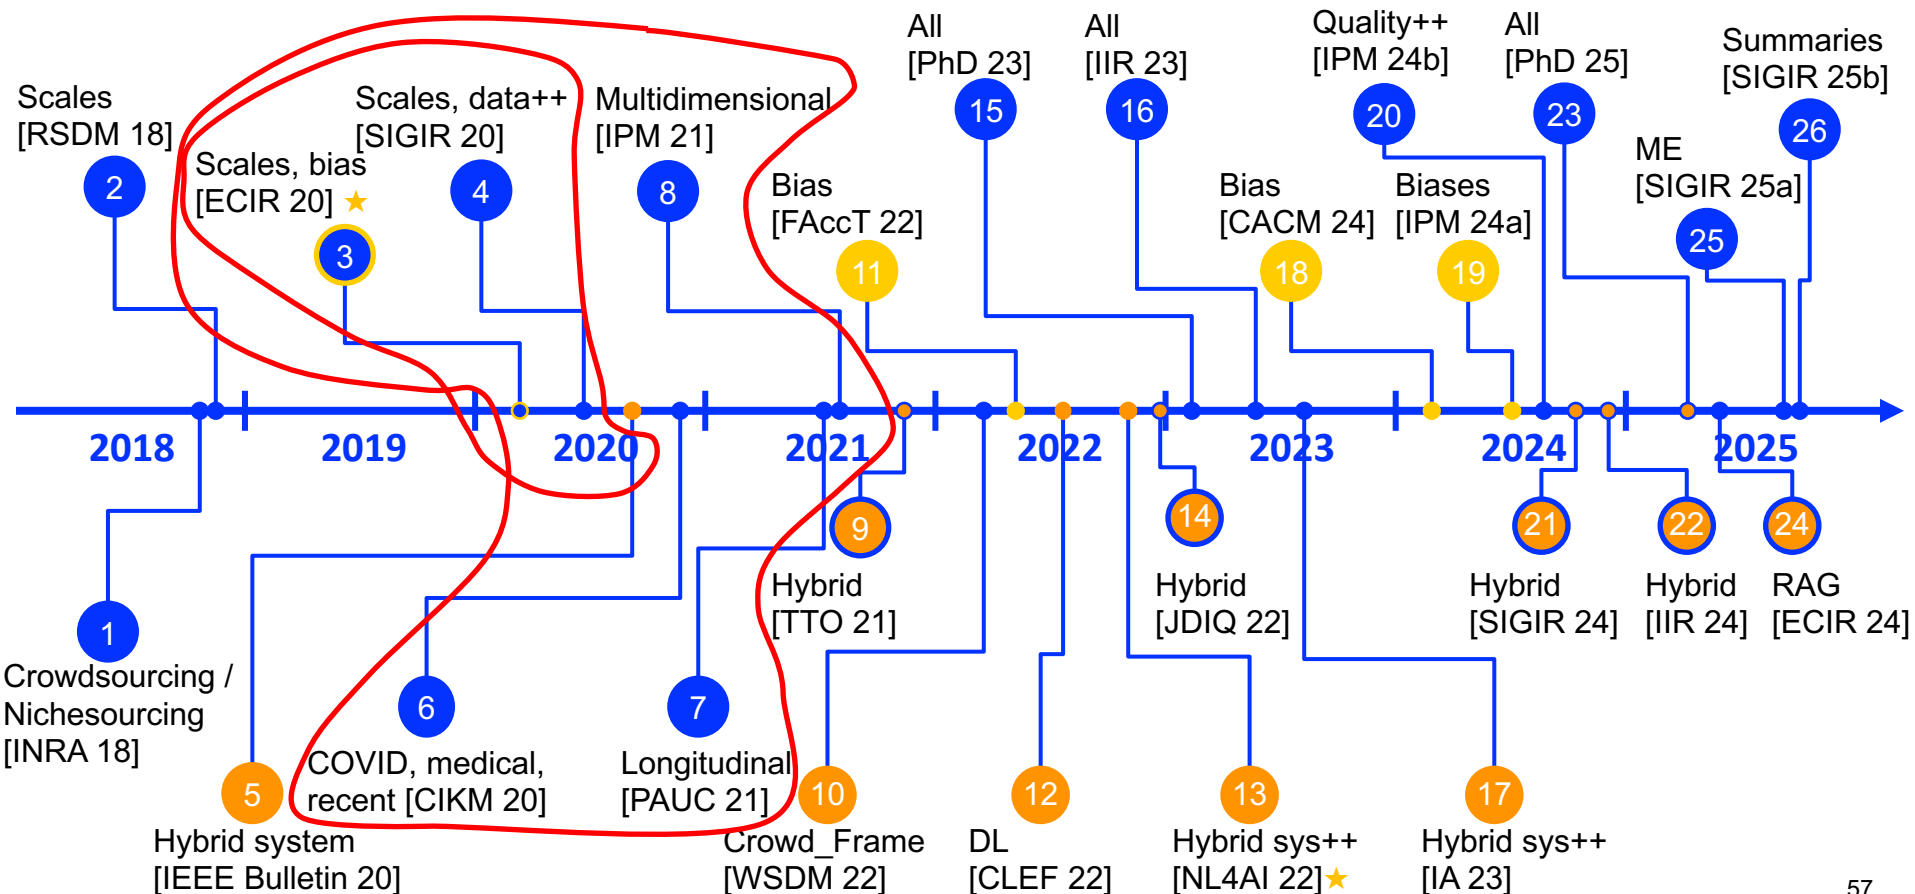 Scales
[RSDM 18]
2
Scales, bias
[ECIR 20] ★
3
Scales, data++
[SIGIR 20]
4
Multidimensional
[IPM 21]
8
Bias
[FAccT 22]
11
All
[PhD 23]
15
All
[IIR 23]
16
Bias
[CACM 24]
18
Quality++
[IPM 24b]
20
Biases
[IPM 24a]
19
All
[PhD 25]
23
ME
[SIGIR 25a]
25
Summaries
[SIGIR 25b]
26
2018
2019
2020
2021
2022
2023
2024
2025
1
Crowdsourcing /
Nichesourcing
[INRA 18]
5
Hybrid system
[IEEE Bulletin 20]
6
COVID, medical,
recent [CIKM 20]
7
Longitudinal
[PAUC 21]
9
Hybrid
[TTO 21]
10
Crowd_Frame
[WSDM 22]
12
DL
[CLEF 22]
14
Hybrid
[JDIQ 22]
13
Hybrid sys++
[NL4AI 22]★
17
Hybrid sys++
[IA 23]
21
Hybrid
[SIGIR 24]
22
Hybrid
[IIR 24]
24
RAG
[ECIR 24]
57